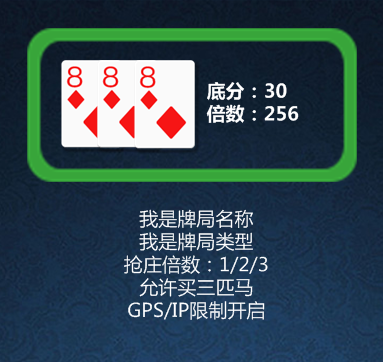 8 8 8
底分：30
倍数：256
我是牌局名称
我是牌局类型
抢庄倍数：1/2/3
允许买三匹马
GPS/IP限制开启